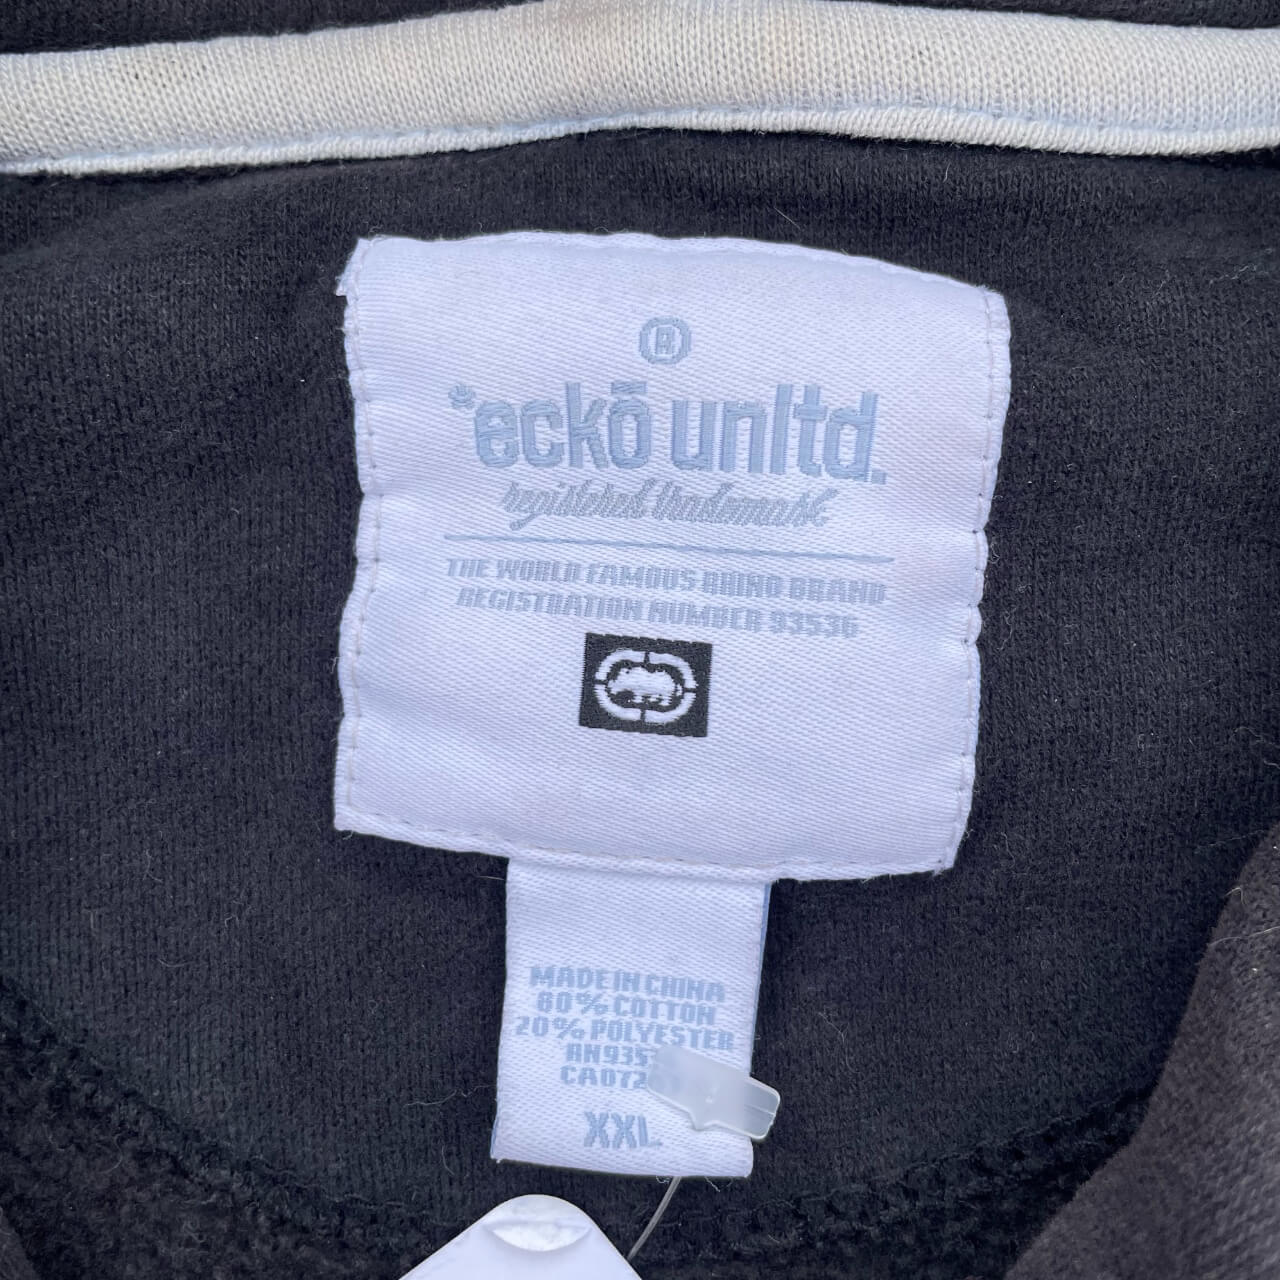 ®
*eckō unltd.
registered trademark
THE WORLD FAMOUS RHINO BRAND
REGISTRATION NUMBER 93536
MADE IN CHINA
80% COTTON
20% POLYESTER
XXL